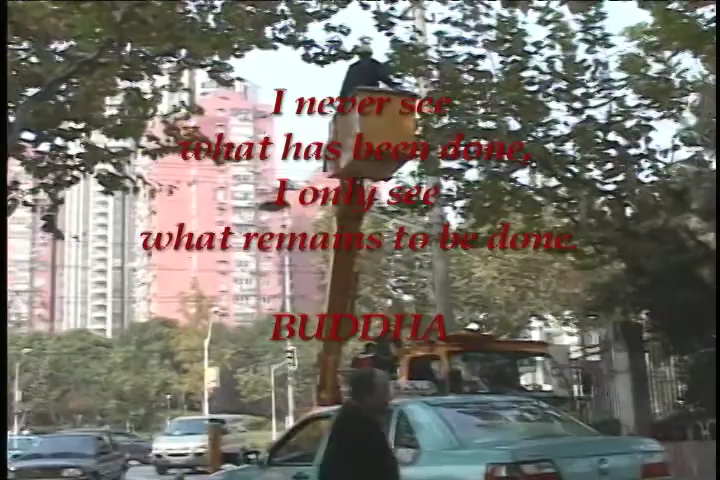 I never see
what has been done,
I only see
what remains to be done.
BUDDHA